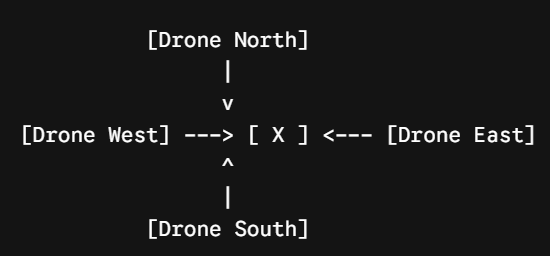 [Drone North]
|
v
[Drone West] ---> [ X ] <--- [Drone East]
^
|
[Drone South]